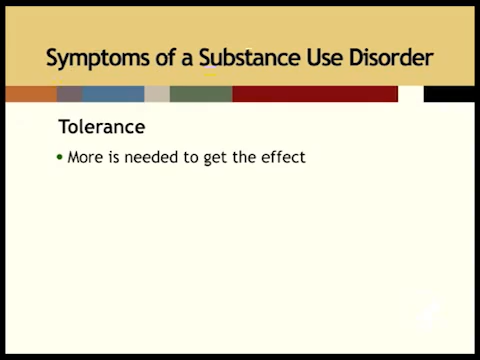 Symptoms of a Substance Use Disorder
Tolerance
• More is needed to get the effect